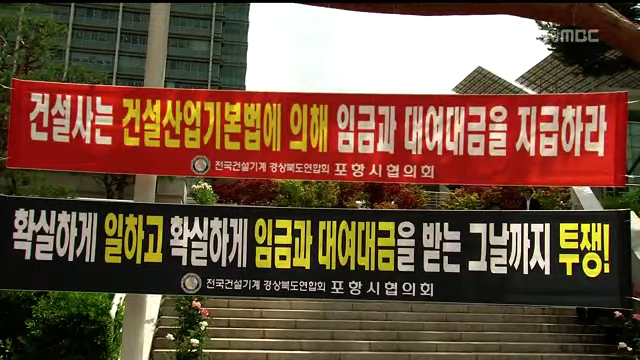 MBC
건설사는 건설산업기본법에 의해 임금과 대여대금을 지급하라
전국건설기계 경상북도연합회 포항시협의회
확실하게 일하고 확실하게 임금과 대여대금을 받는 그날까지 투쟁!
전국건설기계 경상북도연합회 포항시협의회